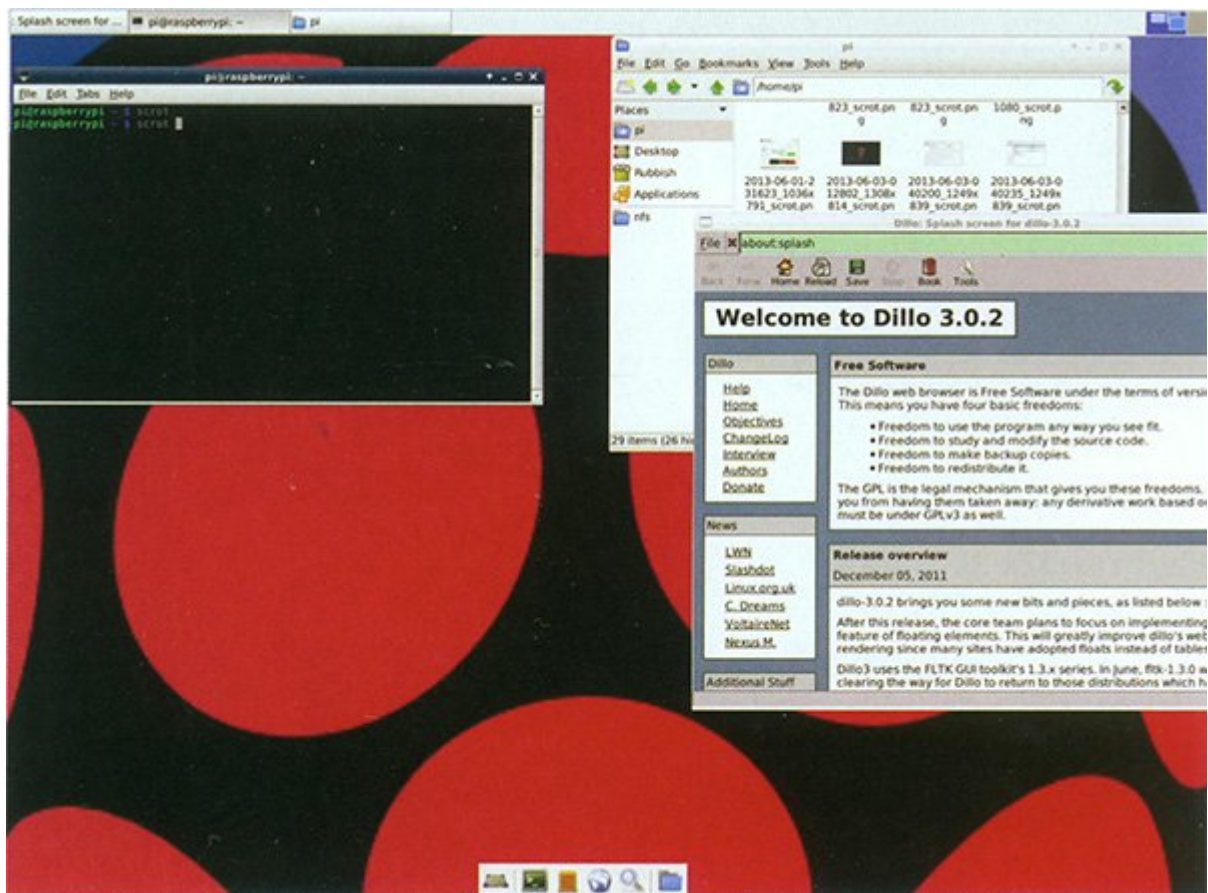 : Splash screen for ...
pi@raspberrypi: ~
pi
pi@raspberrypi: ~
File Edit Tabs Help
pi@raspberrypi ~ $ scrot
pi@raspberrypi ~ $ scrot
pi
File Edit Go Bookmarks View Tools Help
/home/pi
Places
pi
Desktop
Rubbish
Applications
nfs
823_scrot.pn 823_scrot.pn 1080_scrot.p
g g ng
2013-06-01-2 2013-06-03-0 2013-06-03-0 2013-06-03-0
31623_1036x 12802_1308x 40200_1249x 40235_1249x
791_scrot.pn 814_scrot.pn 839_scrot.pn 839_scrot.pn
29 items (26 hi
Dillo: Splash screen for dillo-3.0.2
File about:splash
Back Forw Home Reload Save Stop Book Tools
Welcome to Dillo 3.0.2
Dillo
Help
Home
Objectives
ChangeLog
Interview
Authors
Donate
News
LWN
Slashdot
Linux.org.uk
C. Dreams
VoltaireNet
Nexus M.
Additional Stuff
Free Software
The Dillo web browser is Free Software under the terms of versi
This means you have four basic freedoms:
• Freedom to use the program any way you see fit.
• Freedom to study and modify the source code.
• Freedom to make backup copies.
• Freedom to redistribute it.
The GPL is the legal mechanism that gives you these freedoms.
you from having them taken away: any derivative work based o
must be under GPLv3 as well.
Release overview
December 05, 2011
dillo-3.0.2 brings you some new bits and pieces, as listed below
After this release, the core team plans to focus on implementing
feature of floating elements. This will greatly improve dillo's web
rendering since many sites have adopted floats instead of tables
Dillo3 uses the FLTK GUI toolkit's 1.3.x series. In June, fltk-1.3.0 w
clearing the way for Dillo to return to those distributions which h